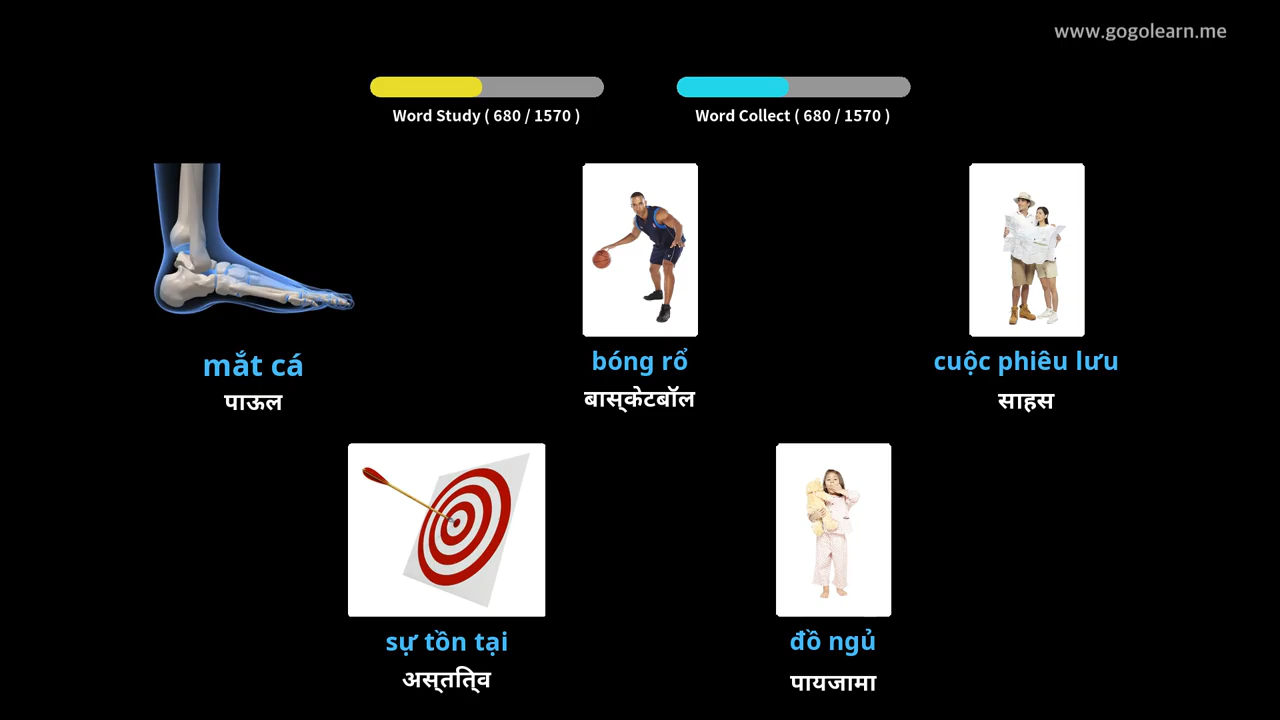 www.gogolearn.me
Word Study ( 680 / 1570 )
Word Collect ( 680 / 1570 )
mắt cá
पाऊल
bóng rổ
बास्केटबॉल
cuộc phiêu lưu
साहस
sự tồn tại
अस्तित्वि
đồ ngủ
पायजामा